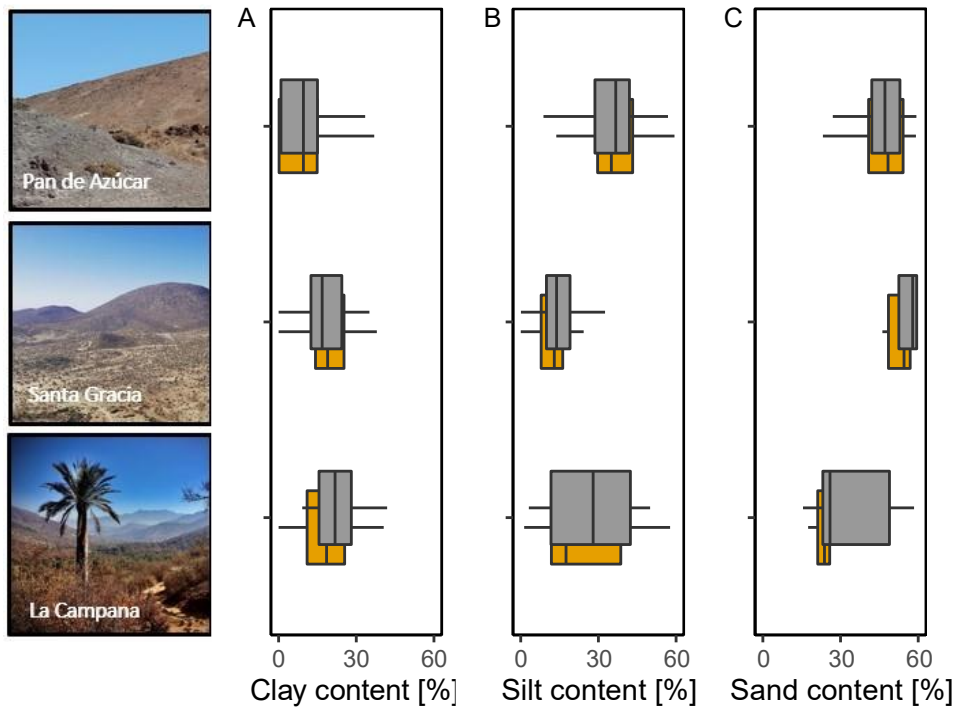 A
B
C
Pan de Azúcar
Santa Gracia
La Campana
0 30 60
0 30 60
0 30 60
Clay content [%]
Silt content [%]
Sand content [%]